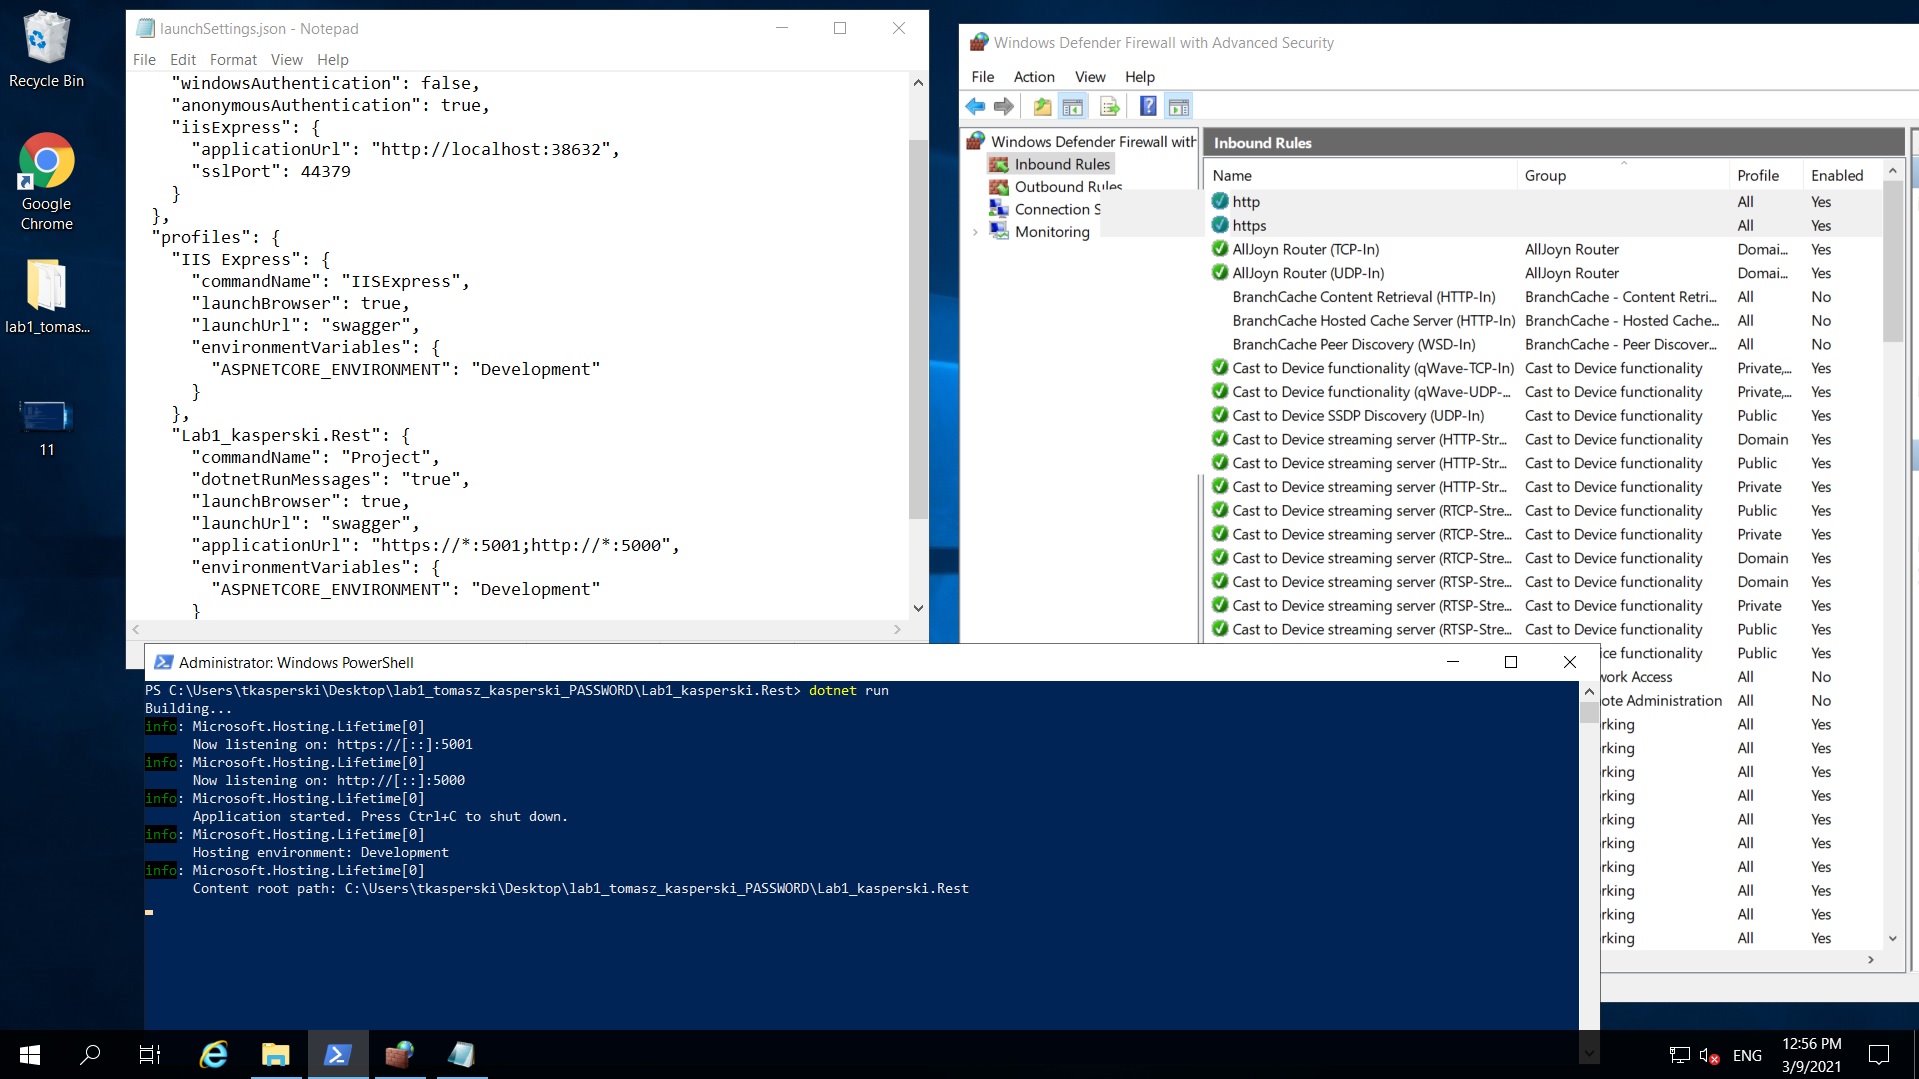 Recycle Bin
Google
Chrome
lab1_tomas...
11
launchSettings.json - Notepad
File Edit Format View Help
"windowsAuthentication": false,
"anonymousAuthentication": true,
"iisExpress": {
"applicationUrl": "http://localhost:38632",
"sslPort": 44379
}
},
"profiles": {
"IIS Express": {
"commandName": "IISExpress",
"launchBrowser": true,
"launchUrl": "swagger",
"environmentVariables": {
"ASPNETCORE_ENVIRONMENT": "Development"
}
},
"Lab1_kasperski.Rest": {
"commandName": "Project",
"dotnetRunMessages": "true",
"launchBrowser": true,
"launchUrl": "swagger",
"applicationUrl": "https://*:5001;http://*:5000",
"environmentVariables": {
"ASPNETCORE_ENVIRONMENT": "Development"
}
Windows Defender Firewall with Advanced Security
File Action View Help
Windows Defender Firewall with
Inbound Rules
Outbound Rules
Connection S
Monitoring
Inbound Rules
Name Group Profile Enabled
http All Yes
https All Yes
AllJoyn Router (TCP-In) AllJoyn Router Domai... Yes
AllJoyn Router (UDP-In) AllJoyn Router Domai... Yes
BranchCache Content Retrieval (HTTP-In) BranchCache - Content Retri... All No
BranchCache Hosted Cache Server (HTTP-In) BranchCache - Hosted Cache... All No
BranchCache Peer Discovery (WSD-In) BranchCache - Peer Discover... All No
Cast to Device functionality (qWave-TCP-In) Cast to Device functionality Private,... Yes
Cast to Device functionality (qWave-UDP-... Cast to Device functionality Private,... Yes
Cast to Device SSDP Discovery (UDP-In) Cast to Device functionality Public Yes
Cast to Device streaming server (HTTP-Str... Cast to Device functionality Domain Yes
Cast to Device streaming server (HTTP-Str... Cast to Device functionality Public Yes
Cast to Device streaming server (HTTP-Str... Cast to Device functionality Private Yes
Cast to Device streaming server (RTCP-Stre... Cast to Device functionality Public Yes
Cast to Device streaming server (RTCP-Stre... Cast to Device functionality Private Yes
Cast to Device streaming server (RTCP-Stre... Cast to Device functionality Domain Yes
Cast to Device streaming server (RTSP-Stre... Cast to Device functionality Domain Yes
Cast to Device streaming server (RTSP-Stre... Cast to Device functionality Private Yes
Cast to Device streaming server (RTSP-Stre... Cast to Device functionality Public Yes
ice functionality Public Yes
work Access All No
ote Administration All No
rking All Yes
rking All Yes
rking All Yes
rking All Yes
rking All Yes
rking All Yes
rking All Yes
rking All Yes
rking All Yes
rking All Yes
Administrator: Windows PowerShell
PS C:\Users\tkasperski\Desktop\lab1_tomasz_kasperski_PASSWORD\Lab1_kasperski.Rest> dotnet run
Building...
info: Microsoft.Hosting.Lifetime[0]
Now listening on: https://[::]:5001
info: Microsoft.Hosting.Lifetime[0]
Now listening on: http://[::]:5000
info: Microsoft.Hosting.Lifetime[0]
Application started. Press Ctrl+C to shut down.
info: Microsoft.Hosting.Lifetime[0]
Hosting environment: Development
info: Microsoft.Hosting.Lifetime[0]
Content root path: C:\Users\tkasperski\Desktop\lab1_tomasz_kasperski_PASSWORD\Lab1_kasperski.Rest
ENG
12:56 PM
3/9/2021